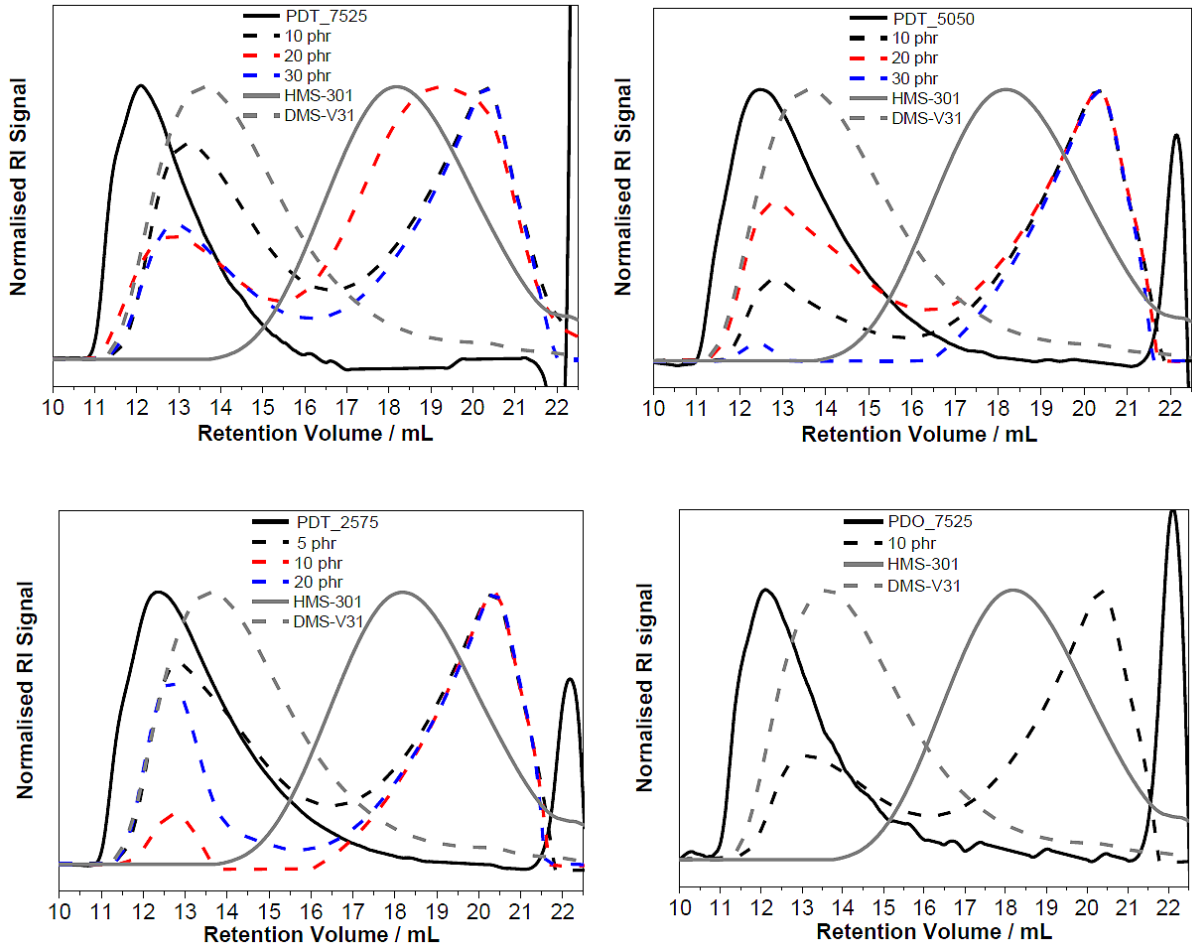 PDT_7525
10 phr
20 phr
30 phr
HMS-301
DMS-V31
Normalised RI Signal
10 11 12 13 14 15 16 17 18 19 20 21 22
Retention Volume / mL
PDT_5050
10 phr
20 phr
30 phr
HMS-301
DMS-V31
Normalised RI Signal
10 11 12 13 14 15 16 17 18 19 20 21 22
Retention Volume / mL
PDT_2575
5 phr
10 phr
20 phr
HMS-301
DMS-V31
Normalised RI Signal
10 11 12 13 14 15 16 17 18 19 20 21 22
Retention Volume / mL
PDO_7525
10 phr
HMS-301
DMS-V31
Normalised RI signal
10 11 12 13 14 15 16 17 18 19 20 21 22
Retention Volume / mL